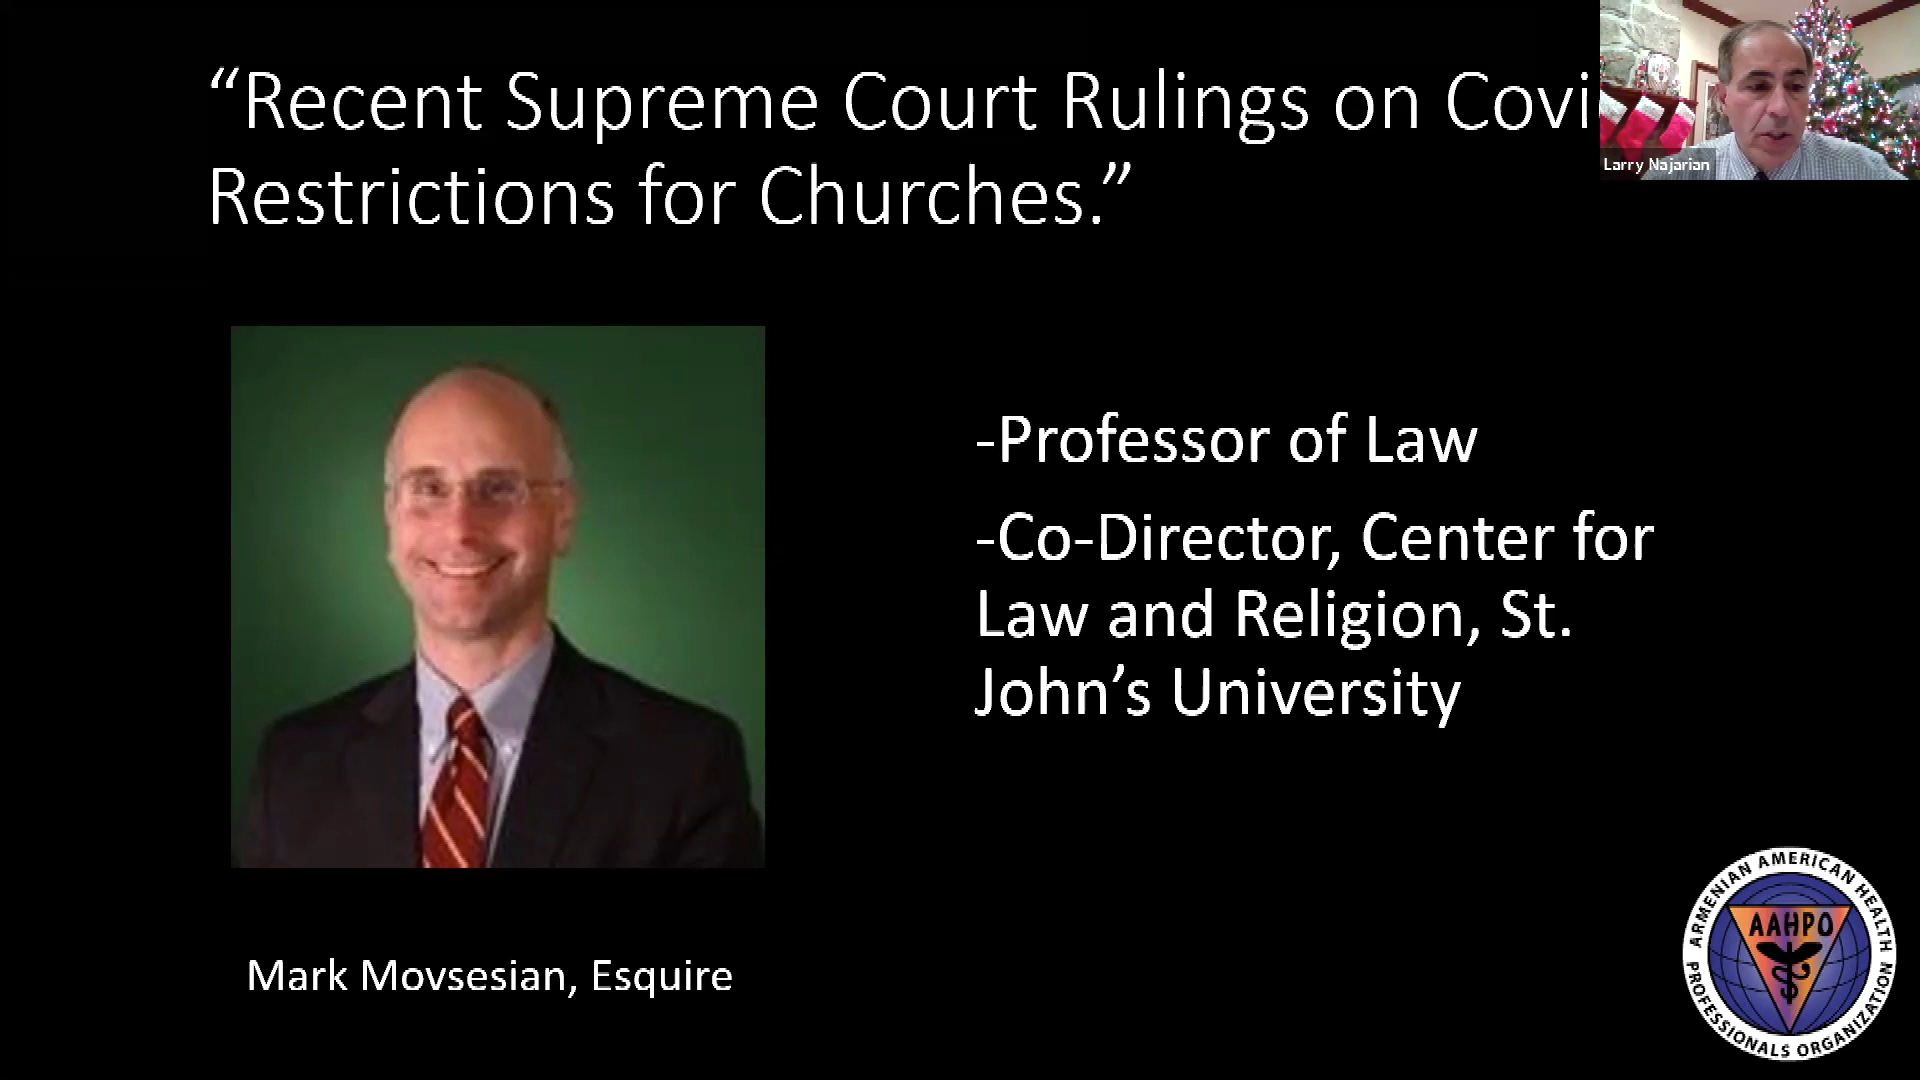 “Recent Supreme Court Rulings on Covi
Larry Najarian
Restrictions for Churches.”
-Professor of Law
-Co-Director, Center for
Law and Religion, St.
John’s University
Mark Movsesian, Esquire
ARMENIAN AMERICAN HEALTH
AAHPO
PROFESSIONALS ORGANIZATION